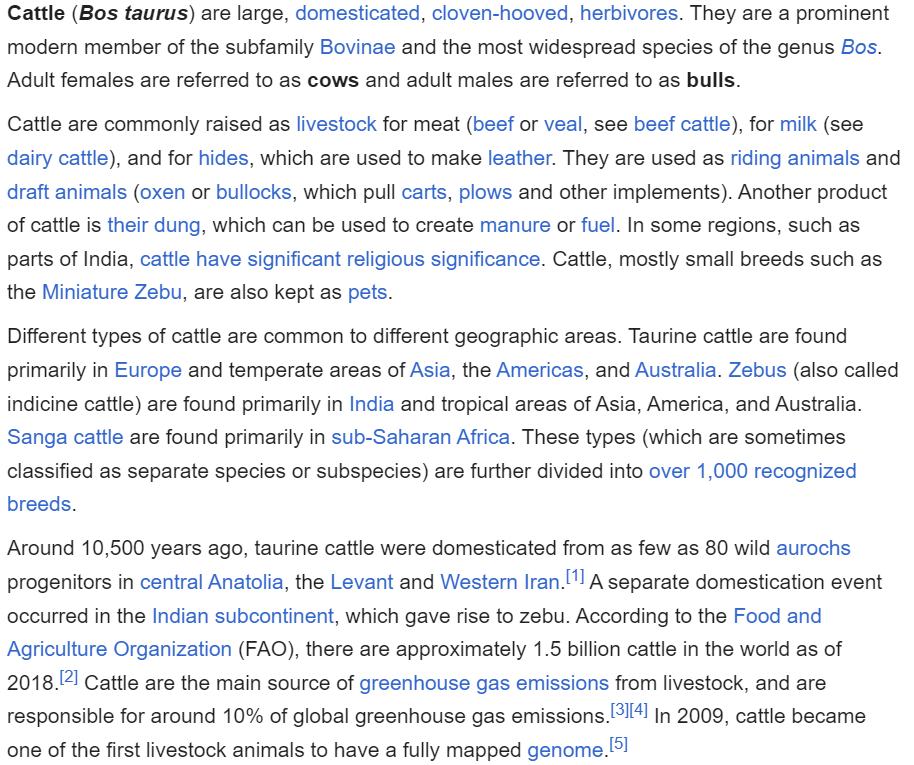 Cattle (Bos taurus) are large, domesticated, cloven-hooved, herbivores. They are a prominent
modern member of the subfamily Bovinae and the most widespread species of the genus Bos.
Adult females are referred to as cows and adult males are referred to as bulls.
Cattle are commonly raised as livestock for meat (beef or veal, see beef cattle), for milk (see
dairy cattle), and for hides, which are used to make leather. They are used as riding animals and
draft animals (oxen or bullocks, which pull carts, plows and other implements). Another product
of cattle is their dung, which can be used to create manure or fuel. In some regions, such as
parts of India, cattle have significant religious significance. Cattle, mostly small breeds such as
the Miniature Zebu, are also kept as pets.
Different types of cattle are common to different geographic areas. Taurine cattle are found
primarily in Europe and temperate areas of Asia, the Americas, and Australia. Zebus (also called
indicine cattle) are found primarily in India and tropical areas of Asia, America, and Australia.
Sanga cattle are found primarily in sub-Saharan Africa. These types (which are sometimes
classified as separate species or subspecies) are further divided into over 1,000 recognized
breeds.
Around 10,500 years ago, taurine cattle were domesticated from as few as 80 wild aurochs
progenitors in central Anatolia, the Levant and Western Iran.[1] A separate domestication event
occurred in the Indian subcontinent, which gave rise to zebu. According to the Food and
Agriculture Organization (FAO), there are approximately 1.5 billion cattle in the world as of
2018.[2] Cattle are the main source of greenhouse gas emissions from livestock, and are
responsible for around 10% of global greenhouse gas emissions.[3][4] In 2009, cattle became
one of the first livestock animals to have a fully mapped genome.[5]